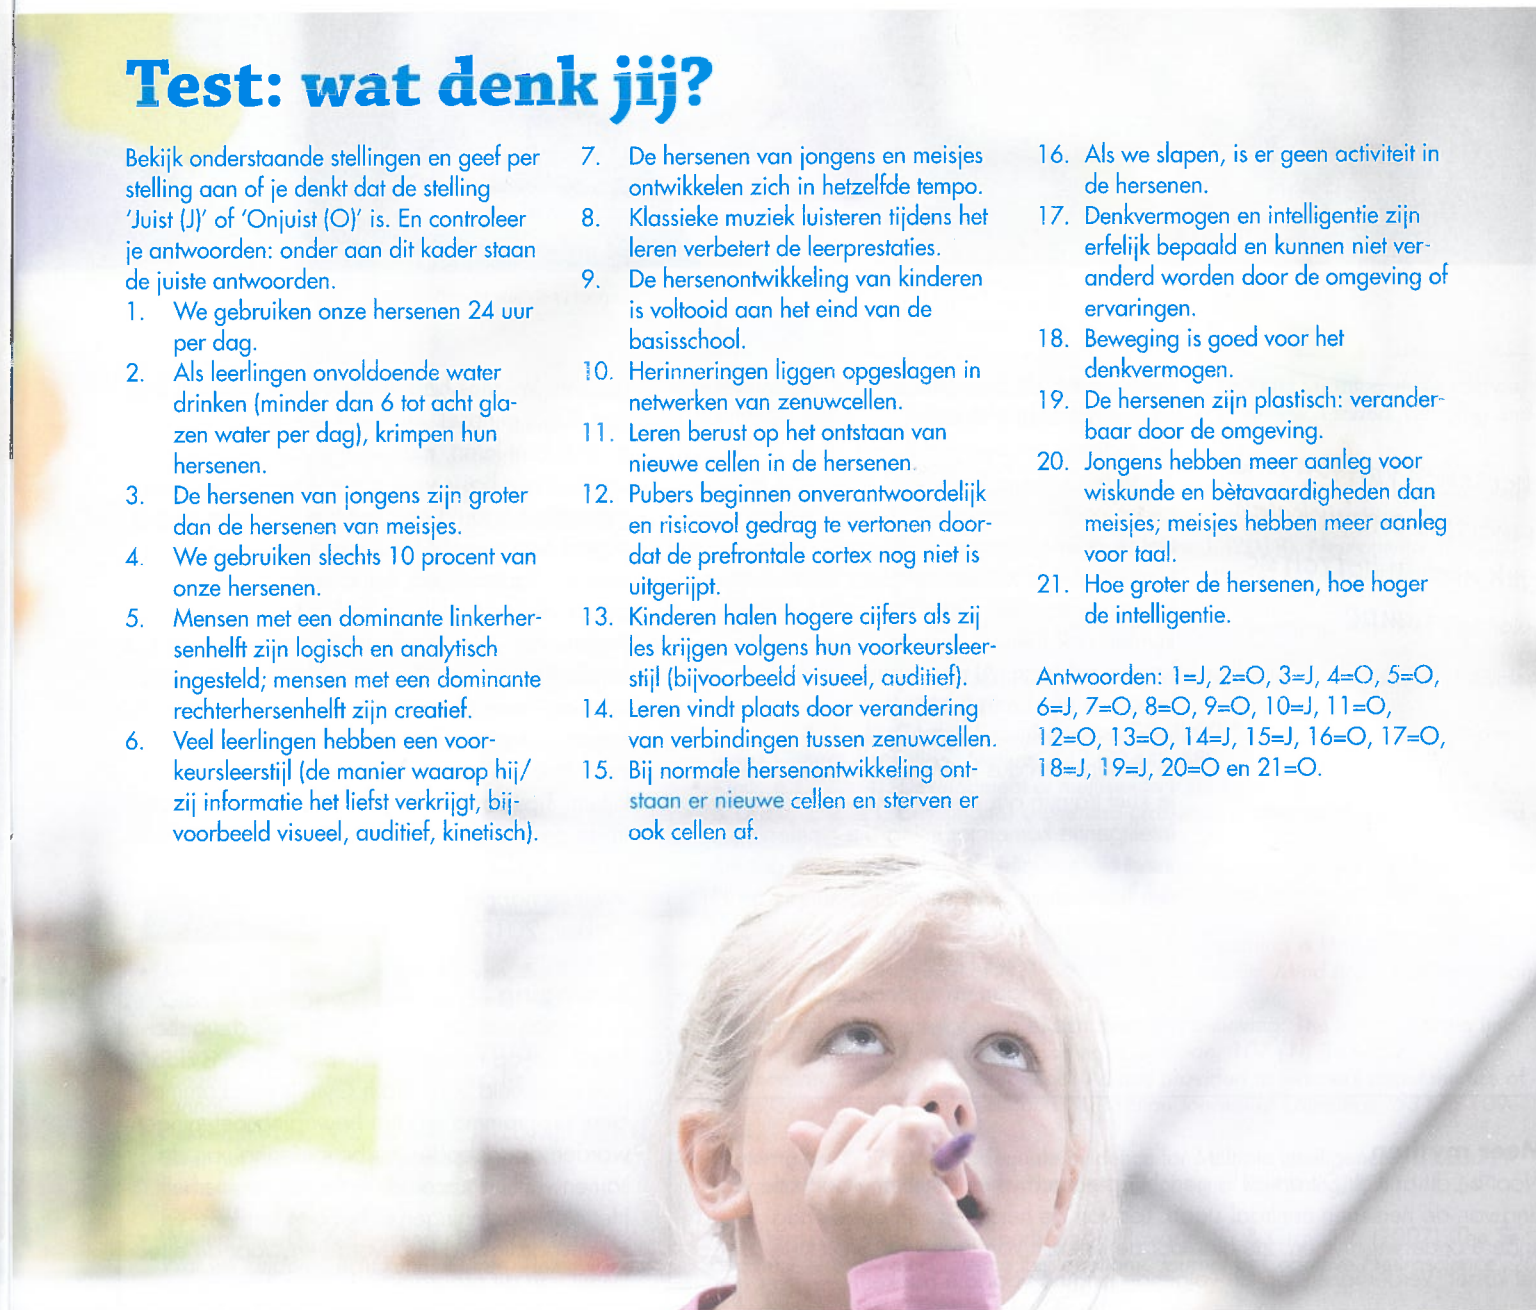 Test: wat denk jij?
Bekijk onderstaande stellingen en geef per
stelling aan of je denkt dat de stelling
'Juist (J)' of 'Onjuist (O)' is. En controleer
je antwoorden: onder aan dit kader staan
de juiste antwoorden.
1. We gebruiken onze hersenen 24 uur
per dag.
2. Als leerlingen onvoldoende water
drinken (minder dan 6 tot acht gla-
zen water per dag), krimpen hun
hersenen.
3. De hersenen van jongens zijn groter
dan de hersenen van meisjes.
4. We gebruiken slechts 10 procent van
onze hersenen.
5. Mensen met een dominante linkerher-
senhelft zijn logisch en analytisch
ingesteld; mensen met een dominante
rechterhersenhelft zijn creatief.
6. Veel leerlingen hebben een voor-
keursleerstijl (de manier waarop hij/
zij informatie het liefst verkrijgt, bij-
voorbeeld visueel, auditief, kinetisch).
7. De hersenen van jongens en meisjes
ontwikkelen zich in hetzelfde tempo.
8. Klassieke muziek luisteren tijdens het
leren verbetert de leerprestaties.
9. De hersenontwikkeling van kinderen
is voltooid aan het eind van de
basisschool.
10. Herinneringen liggen opgeslagen in
netwerken van zenuwcellen.
11. Leren berust op het ontstaan van
nieuwe cellen in de hersenen.
12. Pubers beginnen onverantwoordelijk
en risicovol gedrag te vertonen door-
dat de prefrontale cortex nog niet is
uitgerijpt.
13. Kinderen halen hogere cijfers als zij
les krijgen volgens hun voorkeursleer-
stijl (bijvoorbeeld visueel, auditief).
14. Leren vindt plaats door verandering
van verbindingen tussen zenuwcellen.
15. Bij normale hersenontwikkeling ont-
staan er nieuwe cellen en sterven er
ook cellen af.
16. Als we slapen, is er geen activiteit in
de hersenen.
17. Denkvermogen en intelligentie zijn
erfelijk bepaald en kunnen niet ver-
anderd worden door de omgeving of
ervaringen.
18. Beweging is goed voor het
denkvermogen.
19. De hersenen zijn plastisch: verander-
baar door de omgeving.
20. Jongens hebben meer aanleg voor
wiskunde en bètavaardigheden dan
meisjes; meisjes hebben meer aanleg
voor taal.
21. Hoe groter de hersenen, hoe hoger
de intelligentie.
Antwoorden: 1=J, 2=O, 3=J, 4=O, 5=O,
6=J, 7=O, 8=O, 9=O, 10=J, 11=O,
12=O, 13=O, 14=J, 15=J, 16=O, 17=O,
18=J, 19=J, 20=O en 21=O.